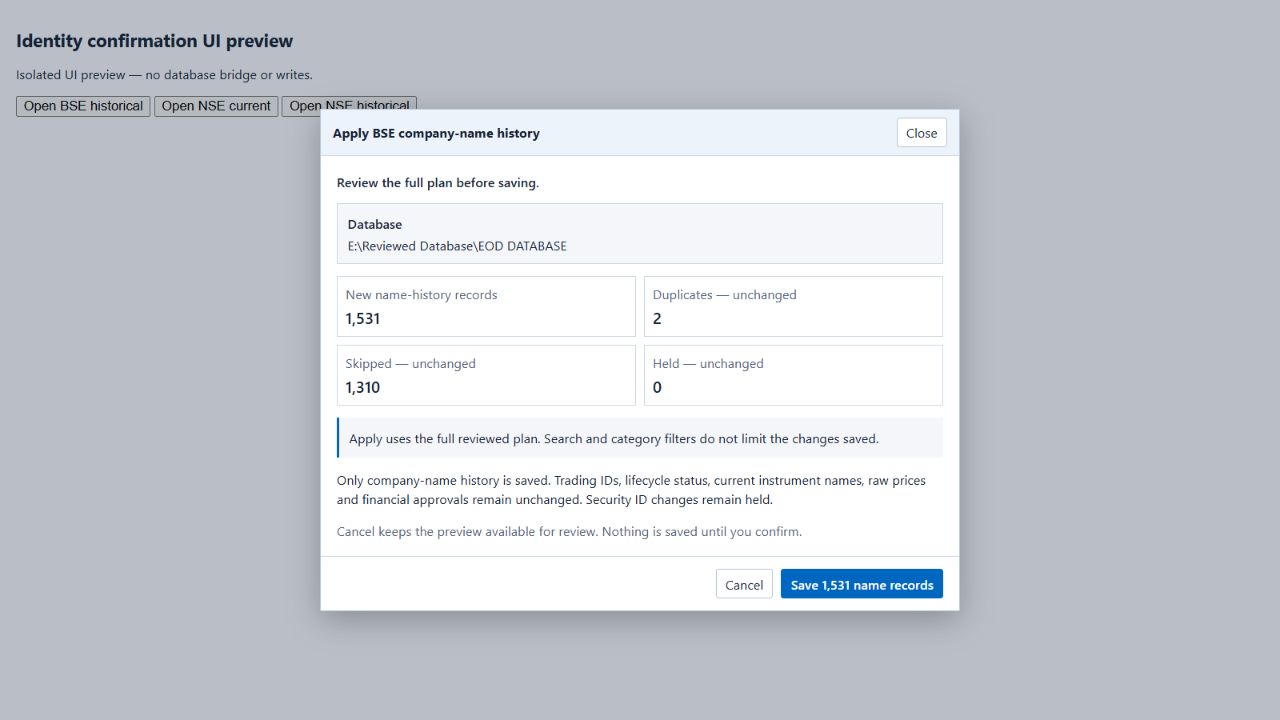 Identity confirmation UI preview
Isolated UI preview — no database bridge or writes.
Open BSE historical
Open NSE current
Open NSE historical
Apply BSE company-name history
Close
Review the full plan before saving.
Database
E:\Reviewed Database\EOD DATABASE
New name-history records
1,531
Duplicates — unchanged
2
Skipped — unchanged
1,310
Held — unchanged
0
Apply uses the full reviewed plan. Search and category filters do not limit the changes saved.
Only company-name history is saved. Trading IDs, lifecycle status, current instrument names, raw prices
and financial approvals remain unchanged. Security ID changes remain held.
Cancel keeps the preview available for review. Nothing is saved until you confirm.
Cancel
Save 1,531 name records